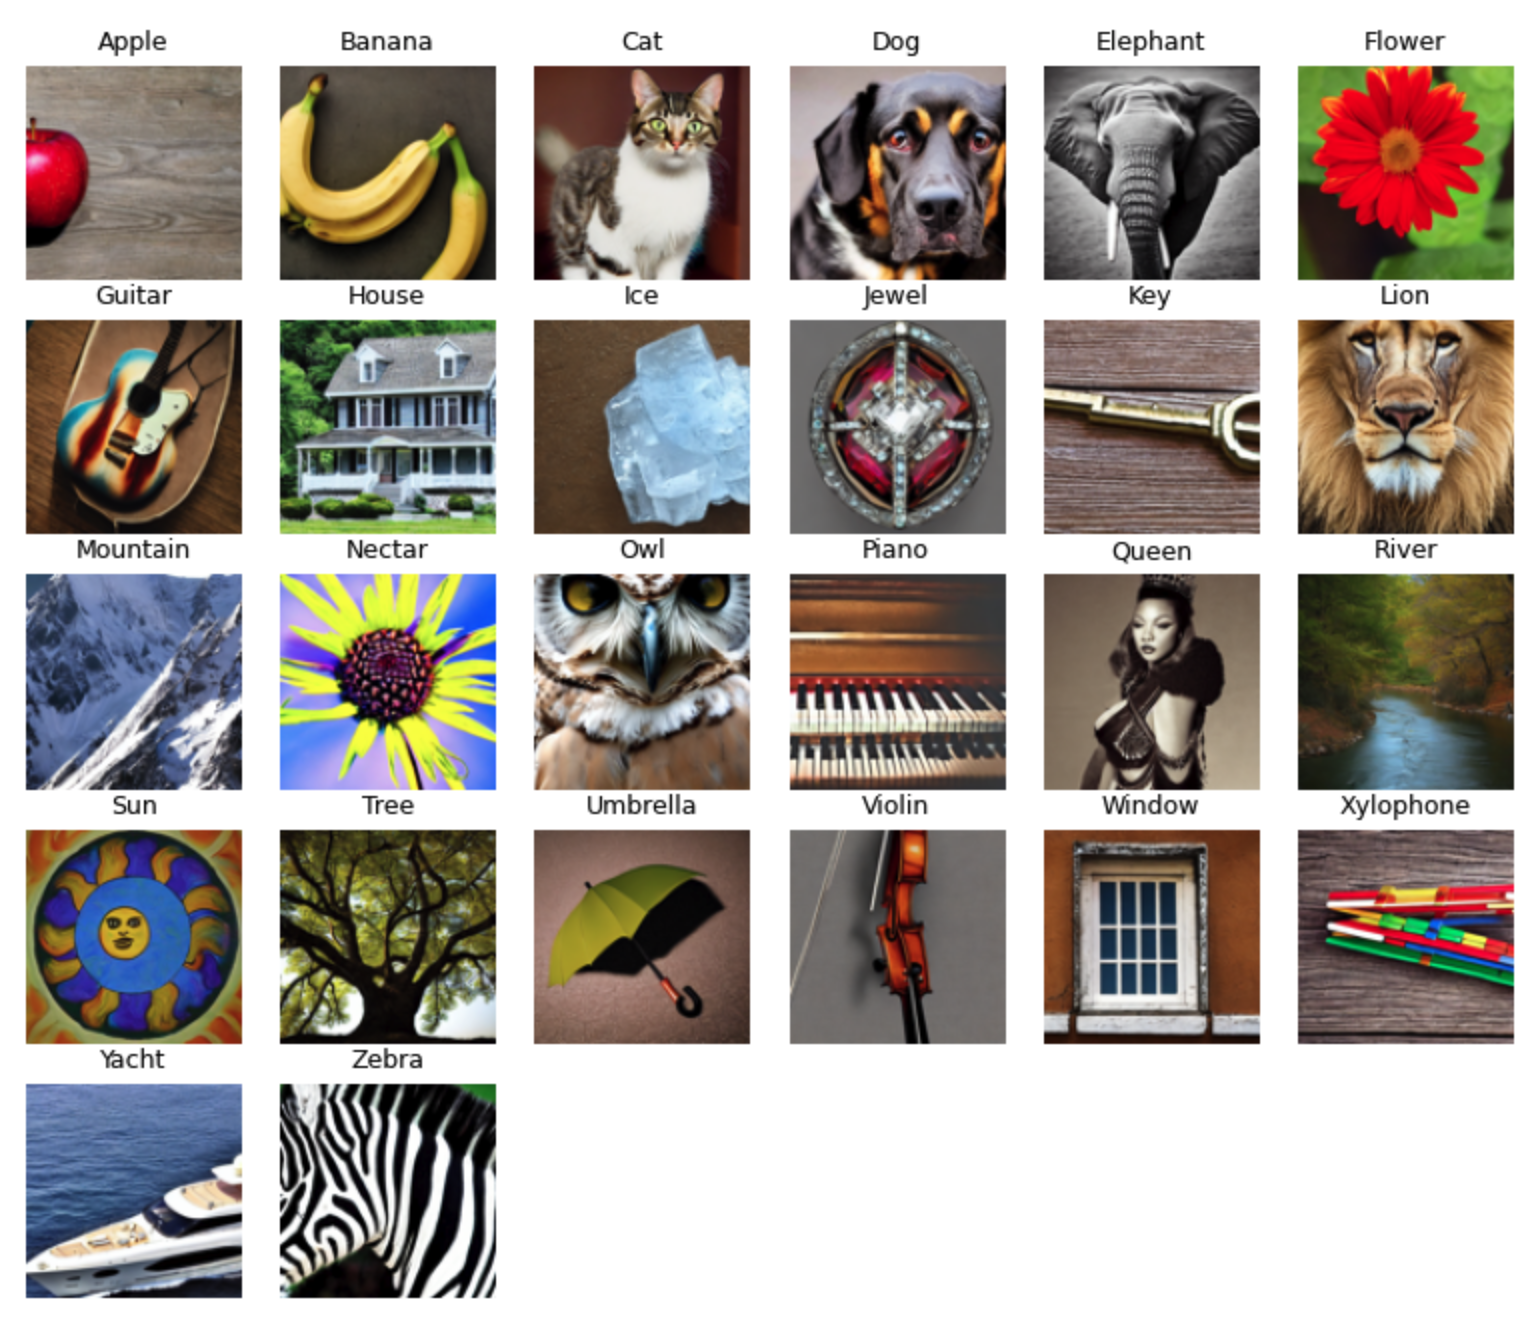 Apple Banana Cat Dog Elephant Flower
Guitar House Ice Jewel Key Lion
Mountain Nectar Owl Piano Queen River
Sun Tree Umbrella Violin Window Xylophone
Yacht Zebra